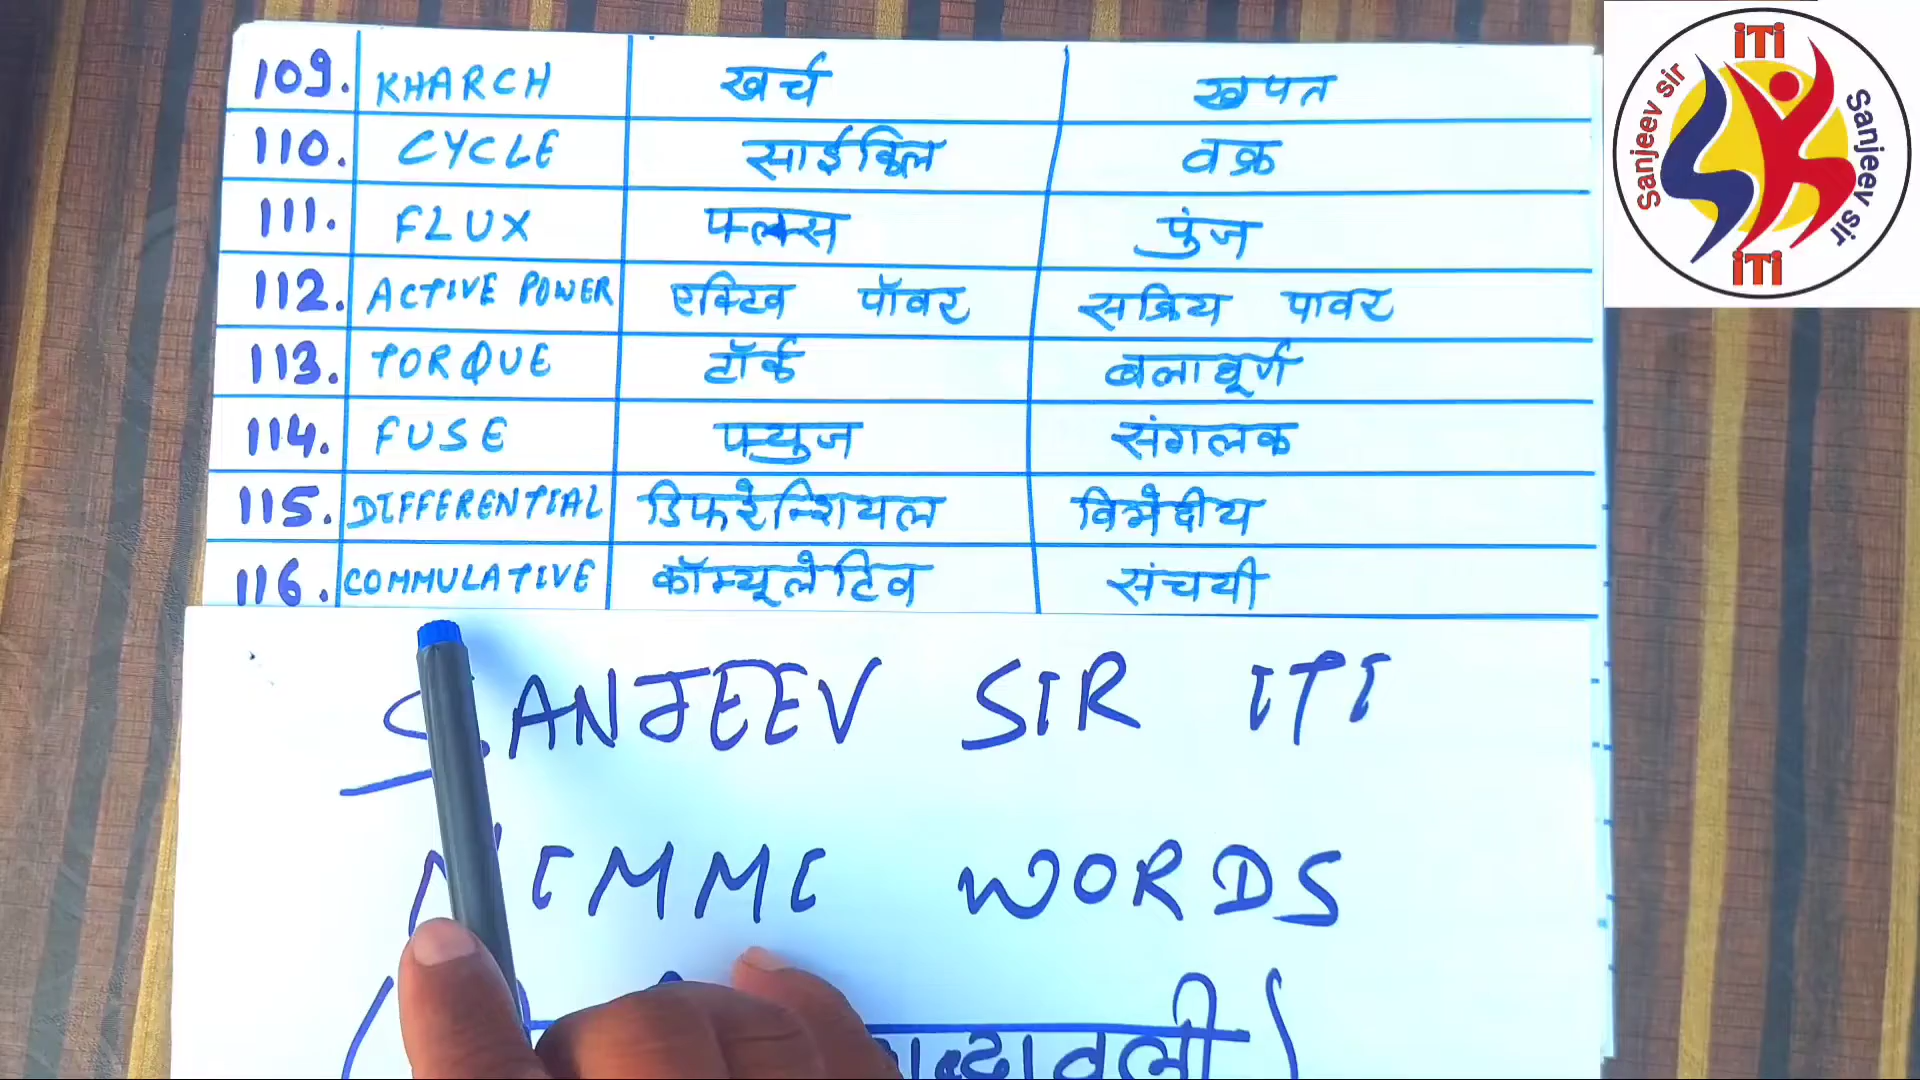 109. KHARCH खर्च खपत
110. CYCLE साईकिल वक्र
111. FLUX फ्लक्स पुंज
112. ACTIVE POWER एक्टिव पॉवर सक्रिय पावर
113. TORQUE टॉर्क बलाघूर्ण
114. FUSE फ्युज संगलक
115. DIFFERENTIAL डिफरेन्शियल विभेदीय
116. COMMULATIVE कॉम्यूलेटिव संचयी
SANJEEV SIR ITI
NIMMI WORDS
iTi
Sanjeev sir
Sanjeev sir
iTi